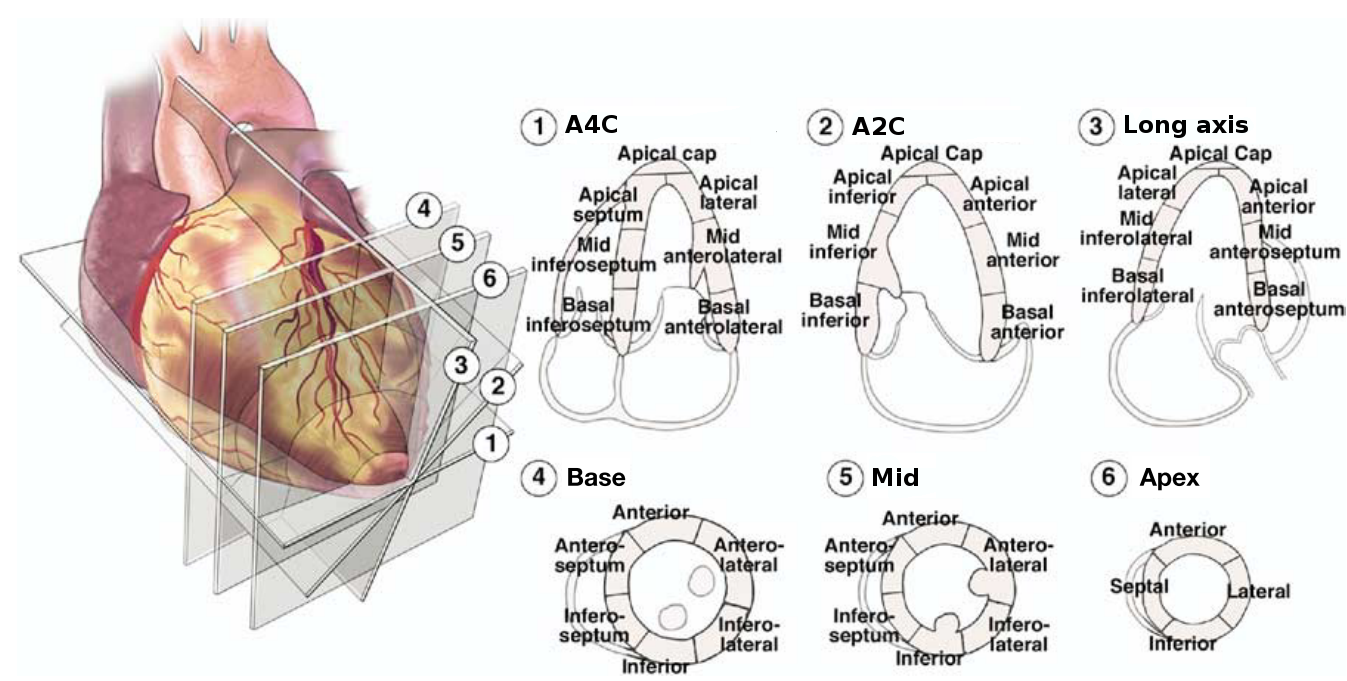 4
5
6
3
2
1
1 A4C
Apical cap
Apical
septum
Apical
lateral
Mid
inferoseptum
Mid
anterolateral
Basal
inferoseptum
Basal
anterolateral
2 A2C
Apical Cap
Apical
inferior
Apical
anterior
Mid
inferior
Mid
anterior
Basal
inferior
Basal
anterior
3 Long axis
Apical Cap
Apical
lateral
Apical
anterior
Mid
inferolateral
Mid
anteroseptum
Basal
inferolateral
Basal
anteroseptum
4 Base
Anterior
Antero-
septum
Antero-
lateral
Infero-
septum
Infero-
lateral
Inferior
5 Mid
Anterior
Antero-
septum
Antero-
lateral
Infero-
septum
Infero-
lateral
Inferior
6 Apex
Anterior
Septal
Lateral
Inferior